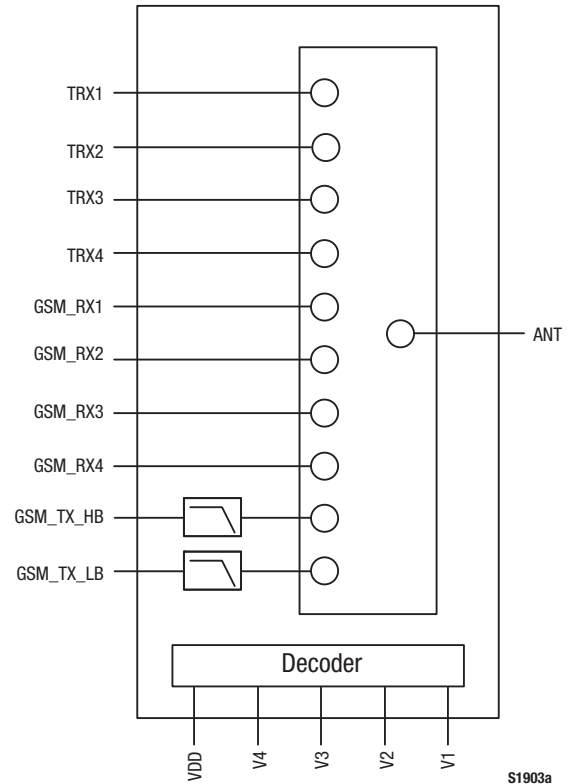 TRX1
TRX2
TRX3
TRX4
GSM_RX1
GSM_RX2
GSM_RX3
GSM_RX4
GSM_TX_HB
GSM_TX_LB
ANT
Decoder
VDD
V4
V3
V2
V1
S1903a